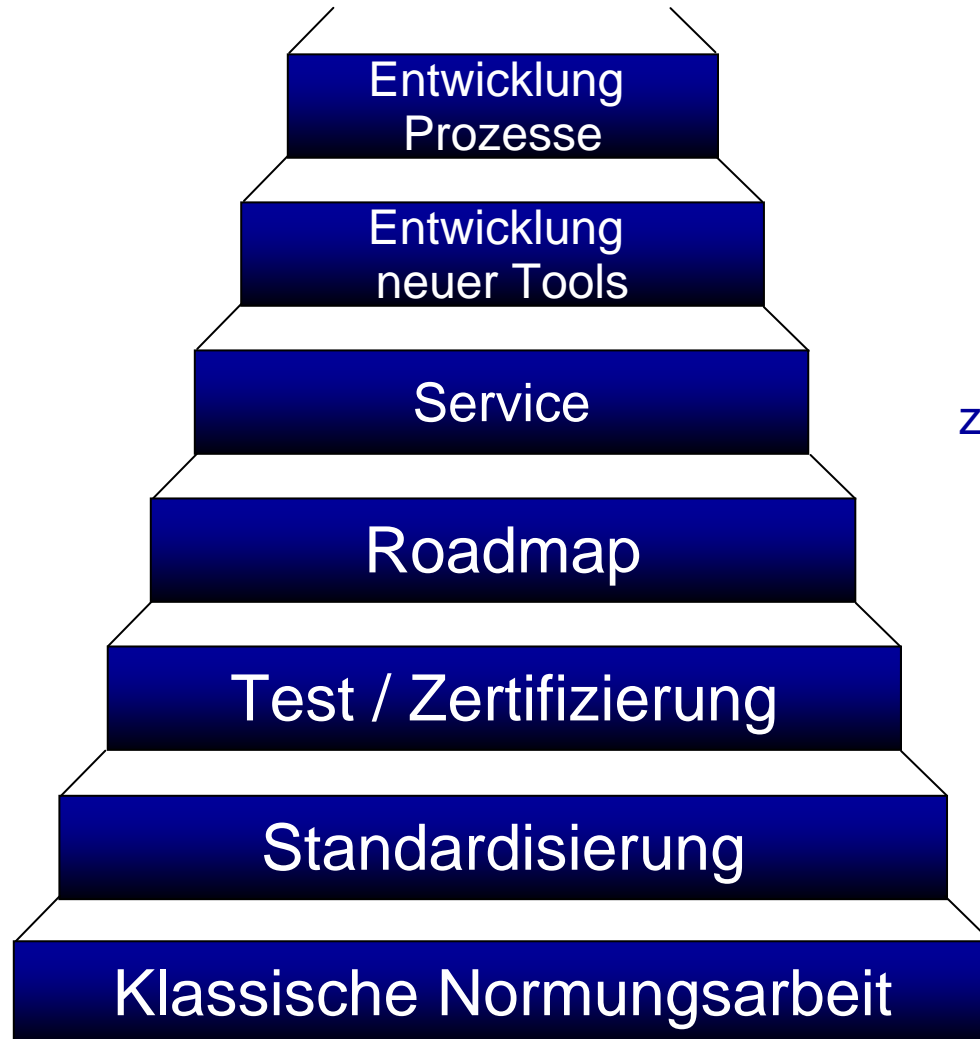 Entwicklung
Prozesse
Entwicklung
neuer Tools
Service
z
Roadmap
Test / Zertifizierung
Standardisierung
Klassische Normungsarbeit